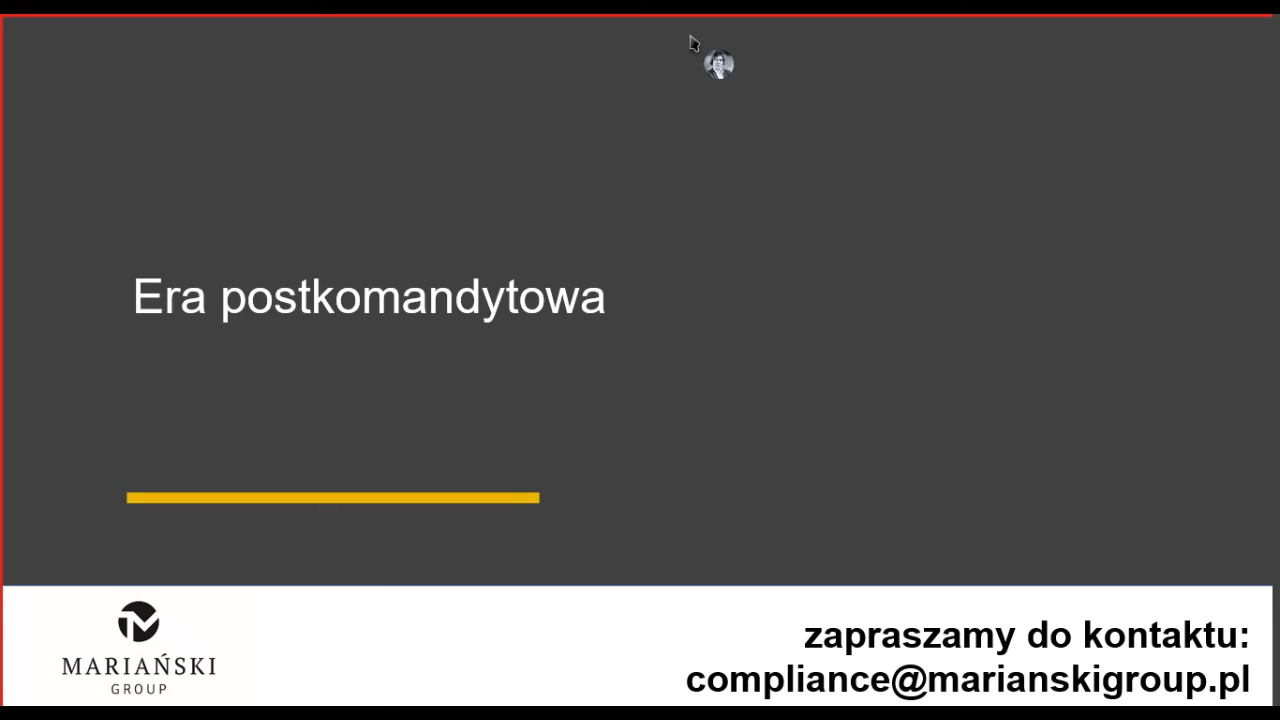 Era postkomandytowa
MARIAŃSKI
GROUP
zapraszamy do kontaktu:
compliance@marianskigroup.pl